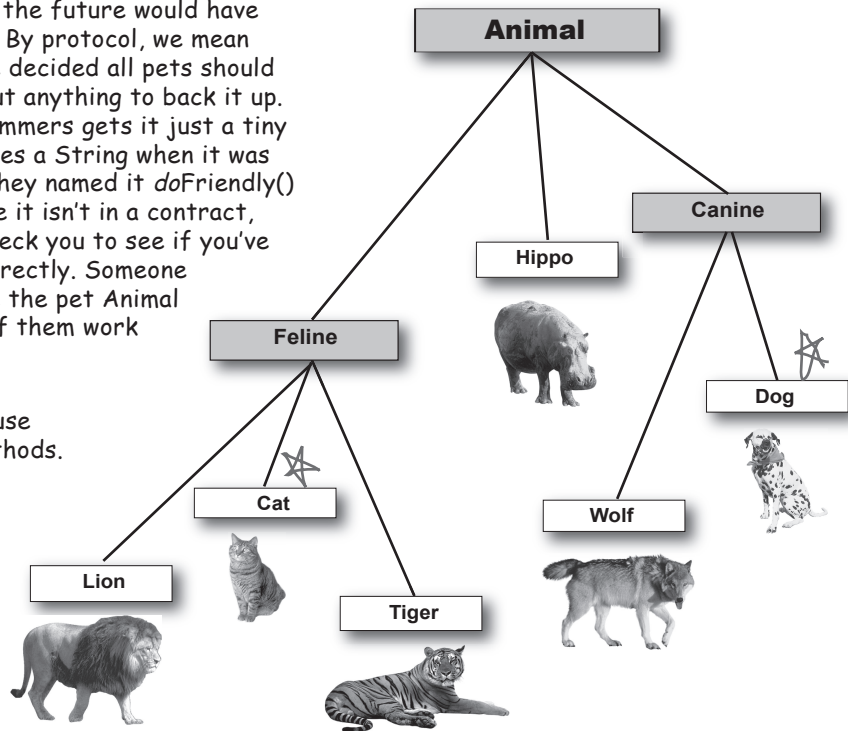 the future would have
By protocol, we mean
decided all pets should
ut anything to back it up.
mmers gets it just a tiny
es a String when it was
hey named it doFriendly()
e it isn't in a contract,
eck you to see if you've
rectly. Someone
the pet Animal
f them work
use
thods.
Animal
Canine
Hippo
Feline
Dog
Cat
Wolf
Lion
Tiger